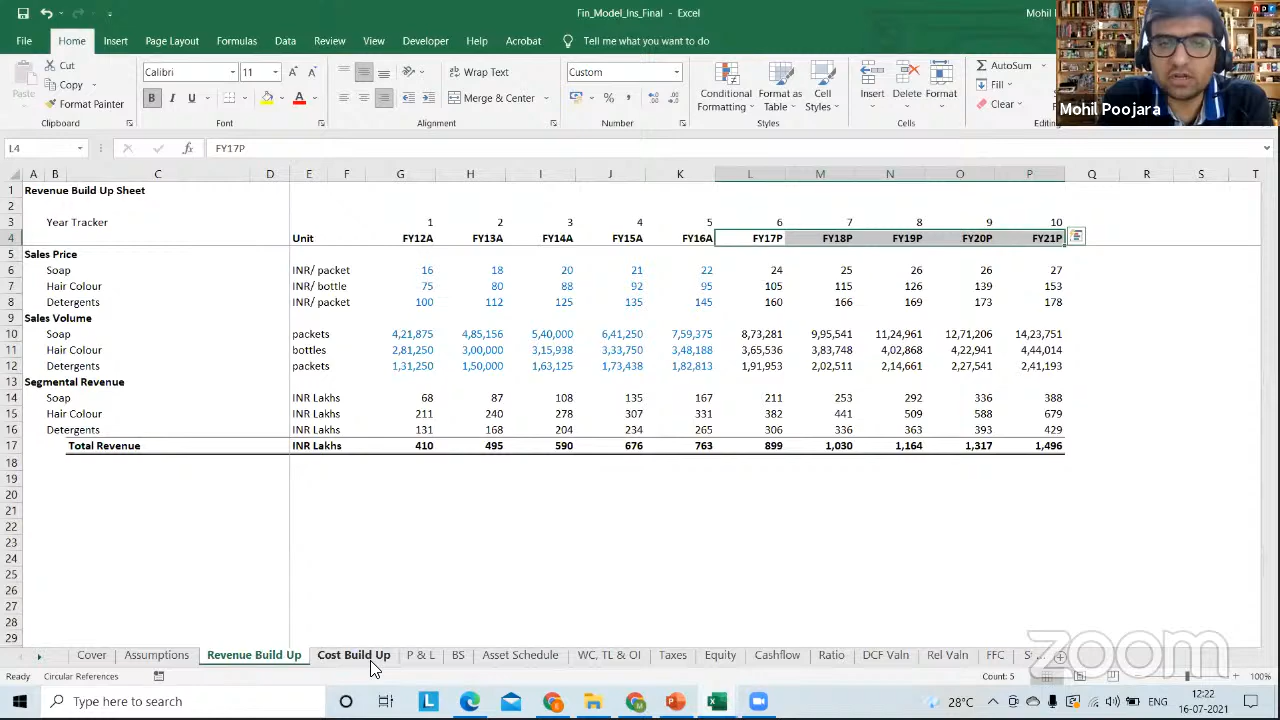 Fin_Model_Ins_Final - Excel
Mohil
File Home Insert Page Layout Formulas Data Review View Developer Help Acrobat Tell me what you want to do
Paste
Cut
Copy
Format Painter
Clipboard
Calibri 11
B I U
Font
Wrap Text
Merge & Center
Alignment
Custom
Number
Conditional Formatting
Format as Table
Cell Styles
Styles
Insert Delete Format
Cells
AutoSum
Fill
Clear
Mohil Poojara
L4 FY17P
A B C D E F G H I J K L M N O P Q R S T
1 Revenue Build Up Sheet
2
3 Year Tracker 1 2 3 4 5 6 7 8 9 10
4 Unit FY12A FY13A FY14A FY15A FY16A FY17P FY18P FY19P FY20P FY21P
5 Sales Price
6 Soap INR/ packet 16 18 20 21 22 24 25 26 26 27
7 Hair Colour INR/ bottle 75 80 88 92 95 105 115 126 139 153
8 Detergents INR/ packet 100 112 125 135 145 160 166 169 173 178
9 Sales Volume
10 Soap packets 4,21,875 4,85,156 5,40,000 6,41,250 7,59,375 8,73,281 9,95,541 11,24,961 12,71,206 14,23,751
11 Hair Colour bottles 2,81,250 3,00,000 3,15,938 3,33,750 3,48,188 3,65,536 3,83,748 4,02,868 4,22,941 4,44,014
12 Detergents packets 1,31,250 1,50,000 1,63,125 1,73,438 1,82,813 1,91,953 2,02,511 2,14,661 2,27,541 2,41,193
13 Segmental Revenue
14 Soap INR Lakhs 68 87 108 135 167 211 253 292 336 388
15 Hair Colour INR Lakhs 211 240 278 307 331 382 441 509 588 679
16 Detergents INR Lakhs 131 168 204 234 265 306 336 363 393 429
17 Total Revenue INR Lakhs 410 495 590 676 763 899 1,030 1,164 1,317 1,496
18
19
20
21
22
23
24
25
26
27
28
29
Cover Assumptions Revenue Build Up Cost Build Up P & L BS Asset Schedule WC, TL & OI Taxes Equity Cashflow Ratio DCF Valn Rel Valn FFC
zoom
Ready Circular References Count: 5 100%
Type here to search
28°C
12:22
16-07-2021